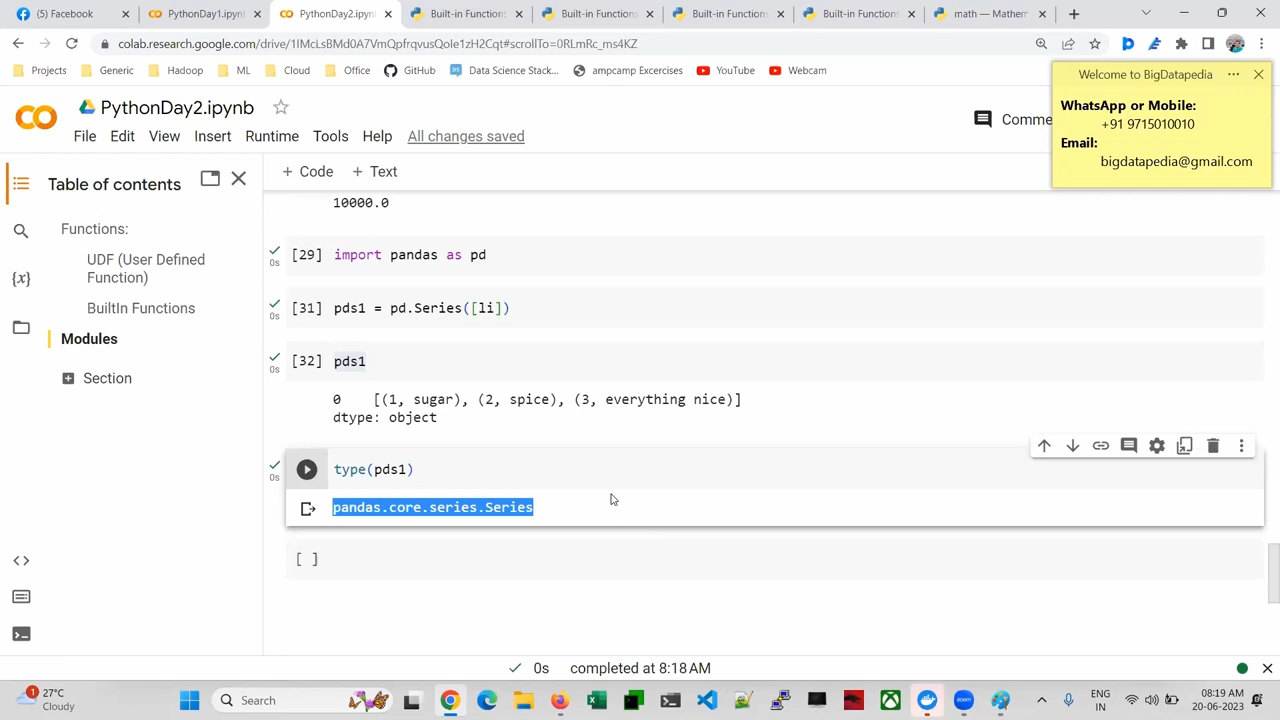 (5) Facebook
PythonDay1.ipynb
PythonDay2.ipynb
Built-in Functions
Built-in Functions
Built-in Functions
Built-in Functions
math — Mathem
colab.research.google.com/drive/1IMcLsBMd0A7VmQpfrqvusQoIe1zH2Cqt#scrollTo=0RLmRc_ms4KZ
Projects
Generic
Hadoop
ML
Cloud
Office
GitHub
Data Science Stack...
ampcamp Excercises
YouTube
Webcam
Welcome to BigDatapedia
WhatsApp or Mobile:
+91 9715010010
Email:
bigdatapedia@gmail.com
PythonDay2.ipynb
File Edit View Insert Runtime Tools Help All changes saved
Comme
Table of contents
+ Code + Text
Functions:
UDF (User Defined
Function)
BuiltIn Functions
Modules
Section
10000.0
[29] import pandas as pd
0s
[31] pds1 = pd.Series([li])
0s
[32] pds1
0s
0 [(1, sugar), (2, spice), (3, everything nice)]
dtype: object
type(pds1)
0s
pandas.core.series.Series
[ ]
0s completed at 8:18 AM
1
27°C
Cloudy
Search
ENG
IN
08:19 AM
20-06-2023